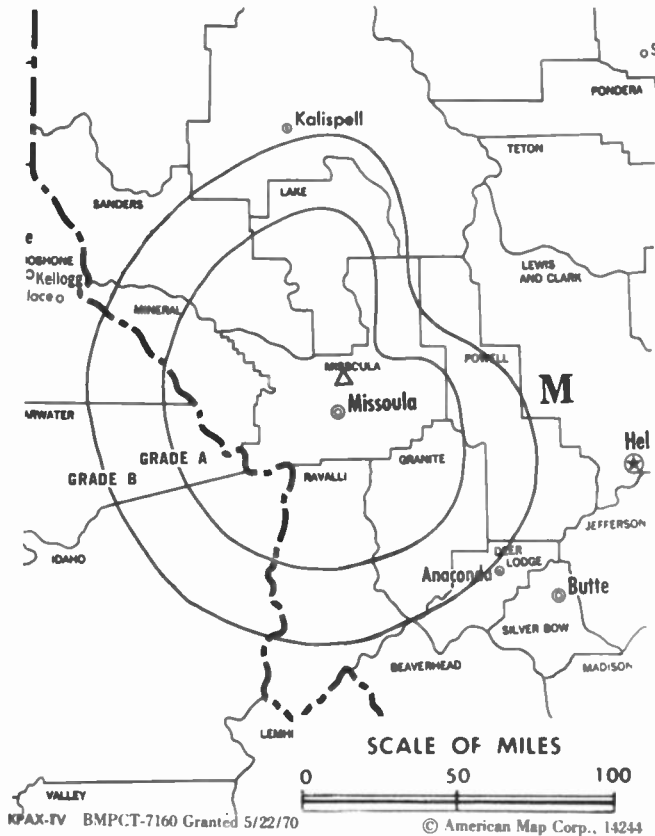 Kalispell
PONDERA
TETON
LAKE
SANDERS
LEWIS
AND CLARK
Kellogg
MINERAL
MISSCULA
POWELL
M
Missoula
GRADE A
GRADE B
RAVALLI
GRANITE
Hel
JEFFERSON
IDAHO
DEER
LODGE
Anaconda
Butte
SILVER BOW
BEAVERHEAD
MADISON
LEMHI
SCALE OF MILES
0 50 100
VALLEY
KPAX-TV BMPCT-7160 Granted 5/22/70
© American Map Corp., 14244